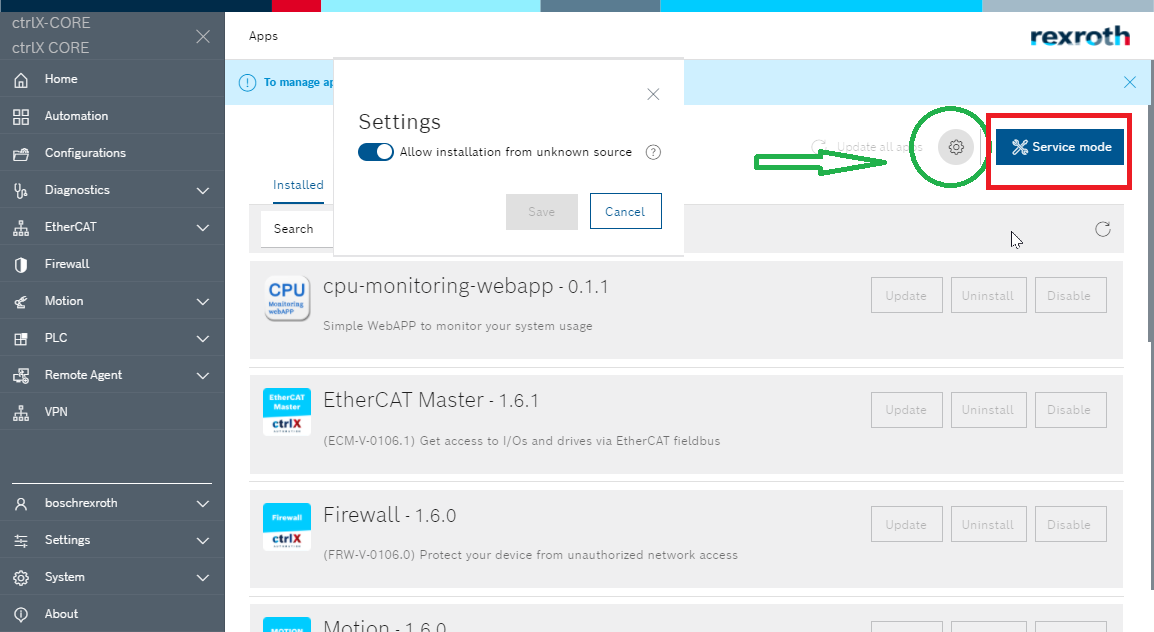 ctrlX-CORE
ctrlX CORE
Home
Automation
Configurations
Diagnostics
EtherCAT
Firewall
Motion
PLC
Remote Agent
VPN
boschrexroth
Settings
System
About
Apps
rexroth
To manage ap
Settings
Allow installation from unknown source
Save
Cancel
Update all apps
Service mode
Installed
Search
CPU
Monitoring
webAPP
cpu-monitoring-webapp - 0.1.1
Simple WebAPP to monitor your system usage
Update
Uninstall
Disable
EtherCAT
Master
ctrlX
AUTOMATION
EtherCAT Master - 1.6.1
(ECM-V-0106.1) Get access to I/Os and drives via EtherCAT fieldbus
Update
Uninstall
Disable
Firewall
ctrlX
AUTOMATION
Firewall - 1.6.0
(FRW-V-0106.0) Protect your device from unauthorized network access
Update
Uninstall
Disable
MOTION
Motion - 1.6.0